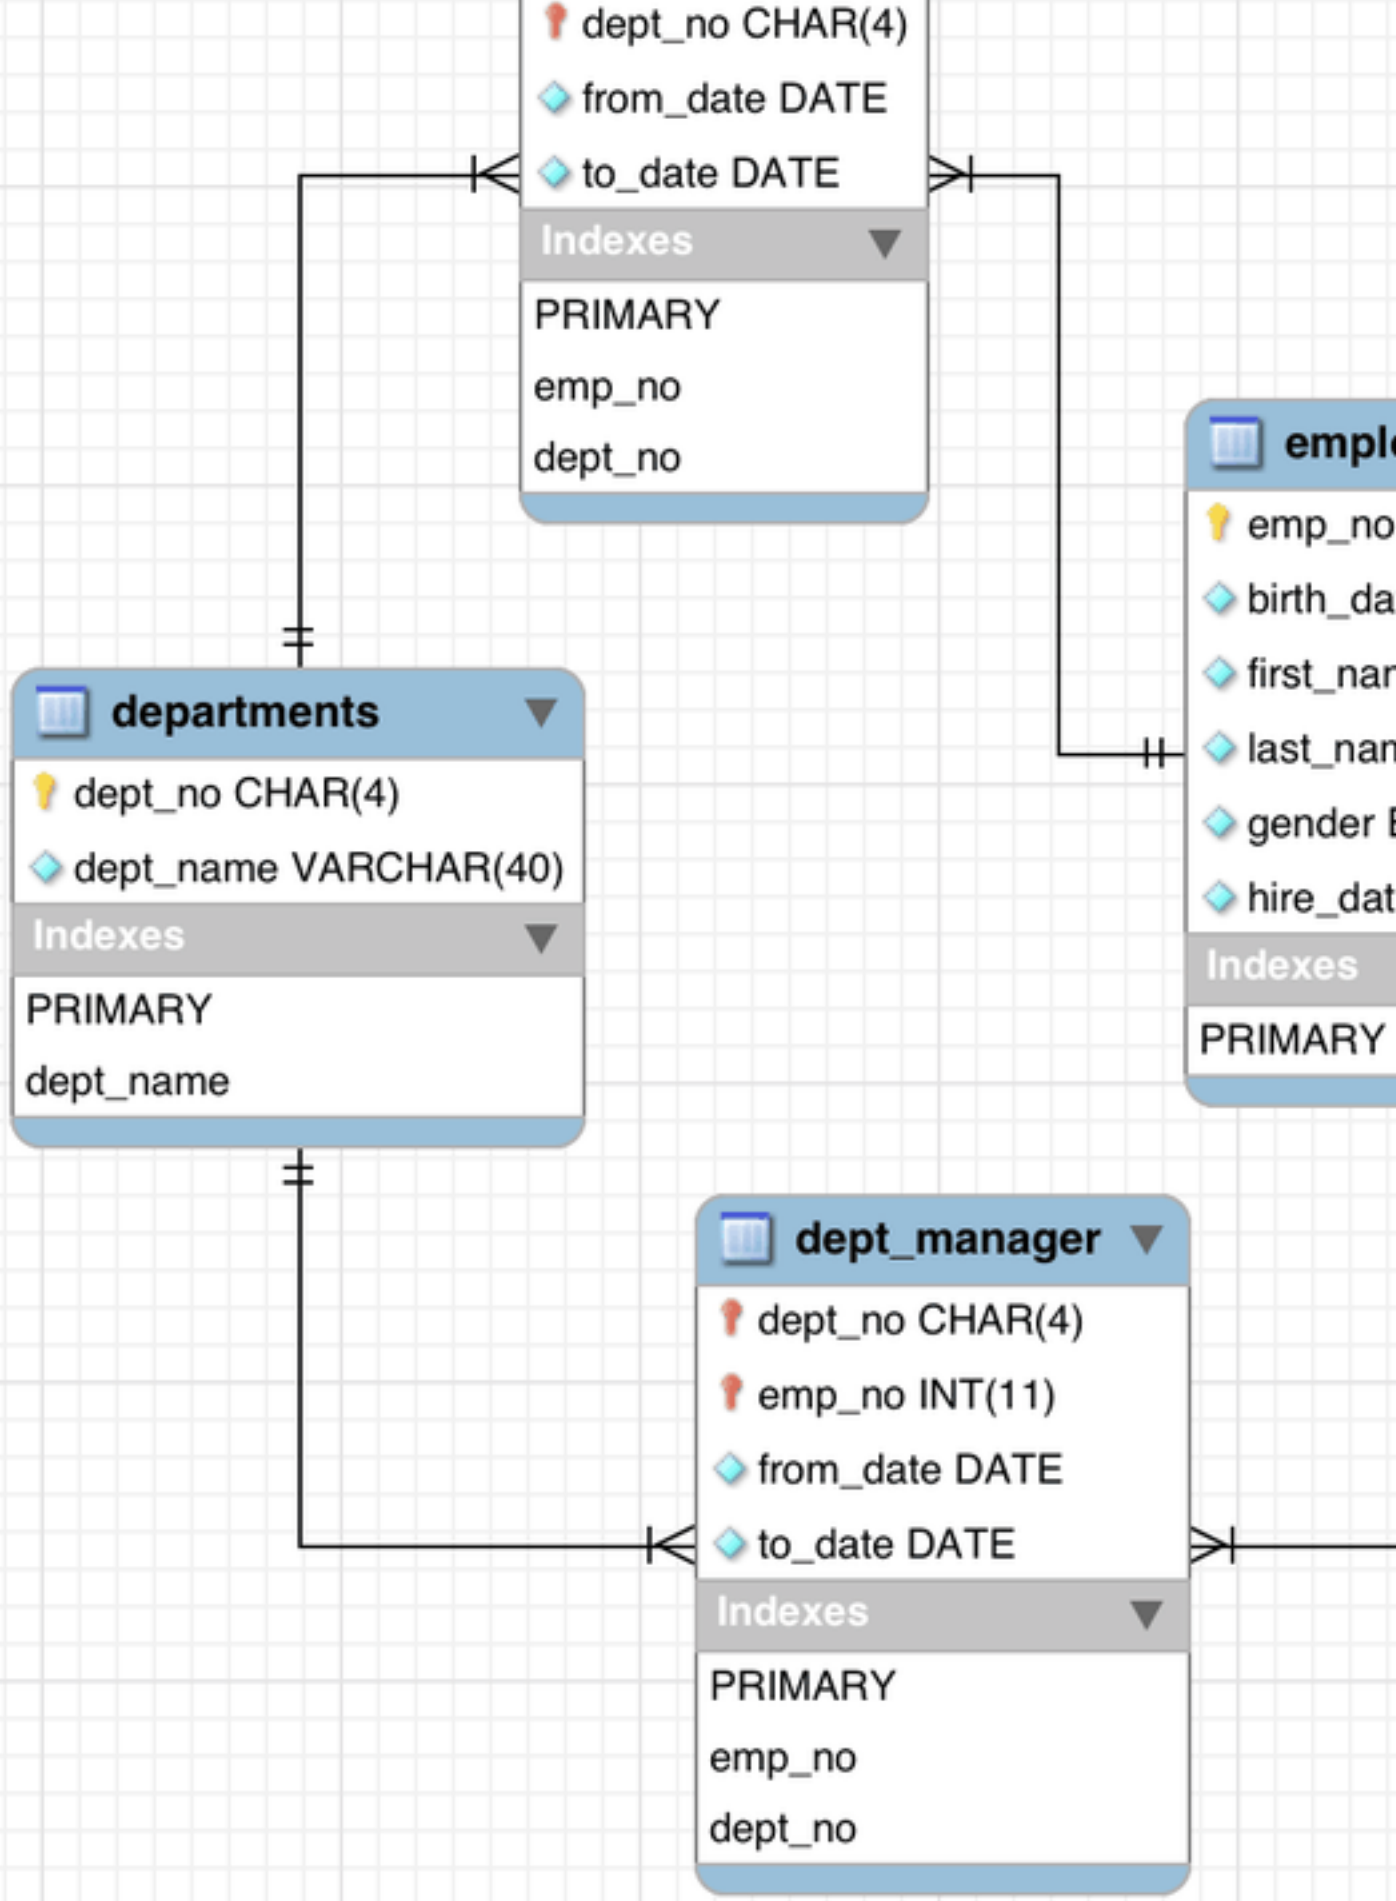 dept_no CHAR(4)
from_date DATE
to_date DATE
Indexes
PRIMARY
emp_no
dept_no
departments
dept_no CHAR(4)
dept_name VARCHAR(40)
Indexes
PRIMARY
dept_name
emp_no
Indexes
PRIMARY
dept_manager
dept_no CHAR(4)
emp_no INT(11)
from_date DATE
to_date DATE
Indexes
PRIMARY
emp_no
dept_no
gender